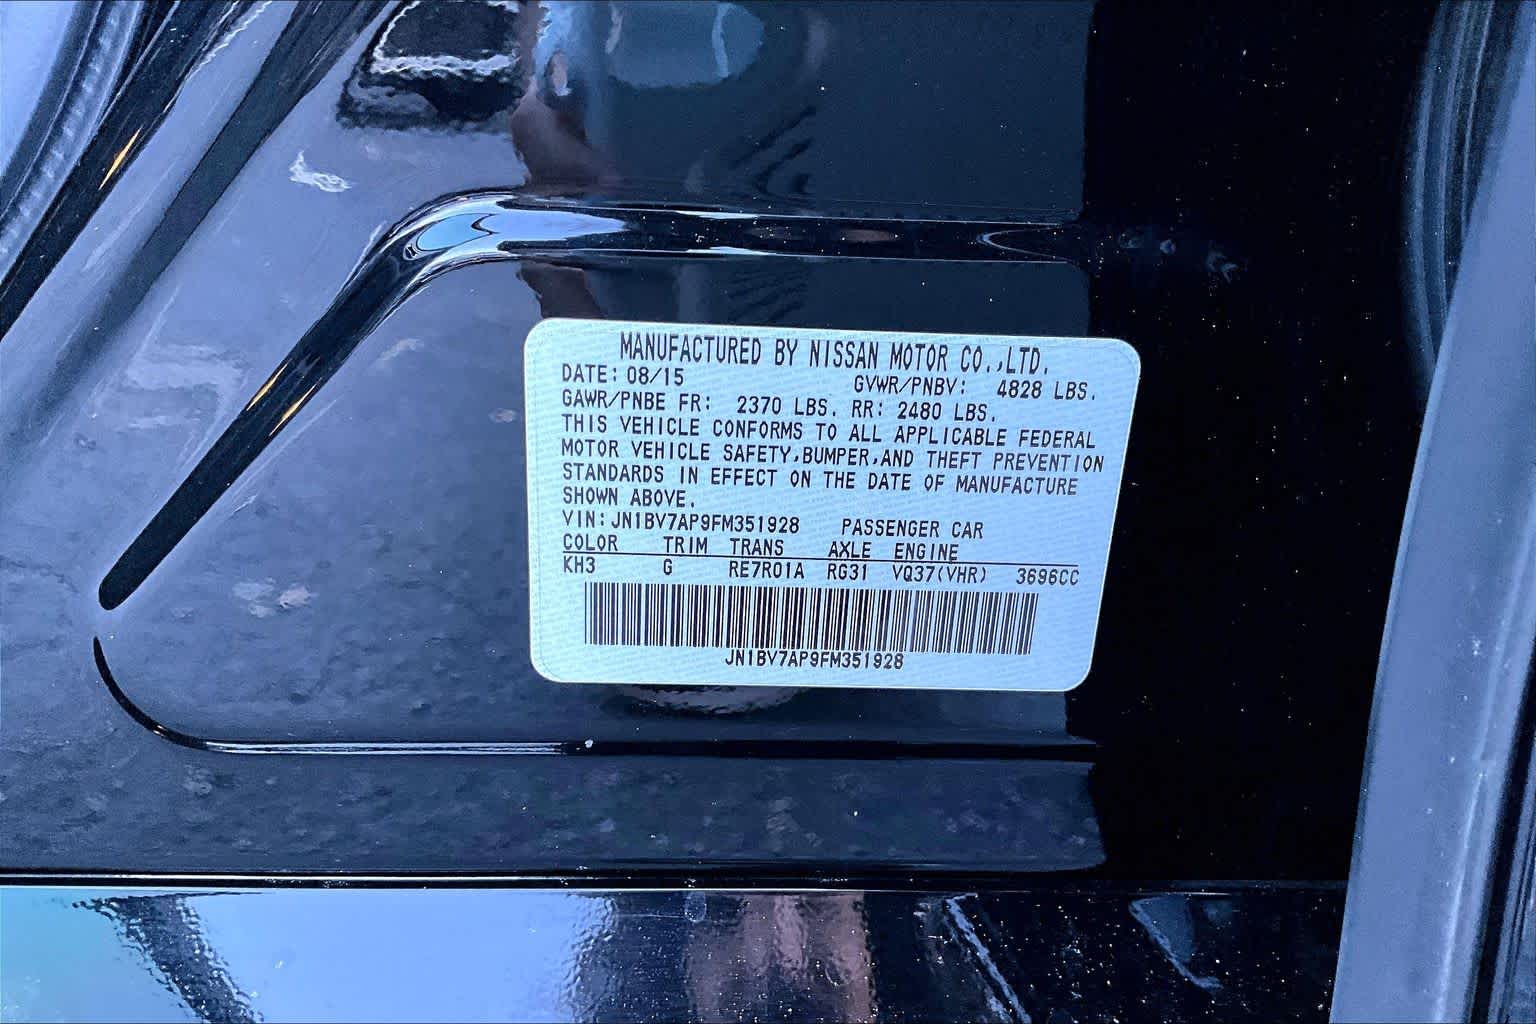 MANUFACTURED BY NISSAN MOTOR CO.,LTD.
DATE: 08/15 GVWR/PNBV: 4828 LBS.
GAWR/PNBE FR: 2370 LBS. RR: 2480 LBS.
THIS VEHICLE CONFORMS TO ALL APPLICABLE FEDERAL
MOTOR VEHICLE SAFETY,BUMPER,AND THEFT PREVENTION
STANDARDS IN EFFECT ON THE DATE OF MANUFACTURE
SHOWN ABOVE.
VIN: JN1BV7AP9FM351928 PASSENGER CAR
COLOR TRIM TRANS AXLE ENGINE
KH3 G RE7R01A RG31 VQ37(VHR) 3696CC
JN1BV7AP9FM351928